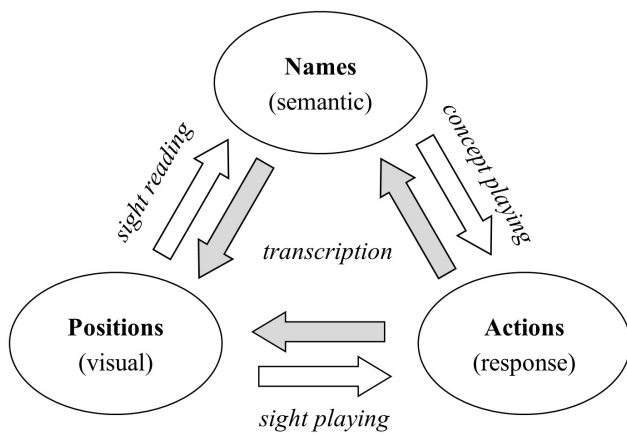 Names
(semantic)
sight reading
concept playing
transcription
Positions
(visual)
Actions
(response)
sight playing